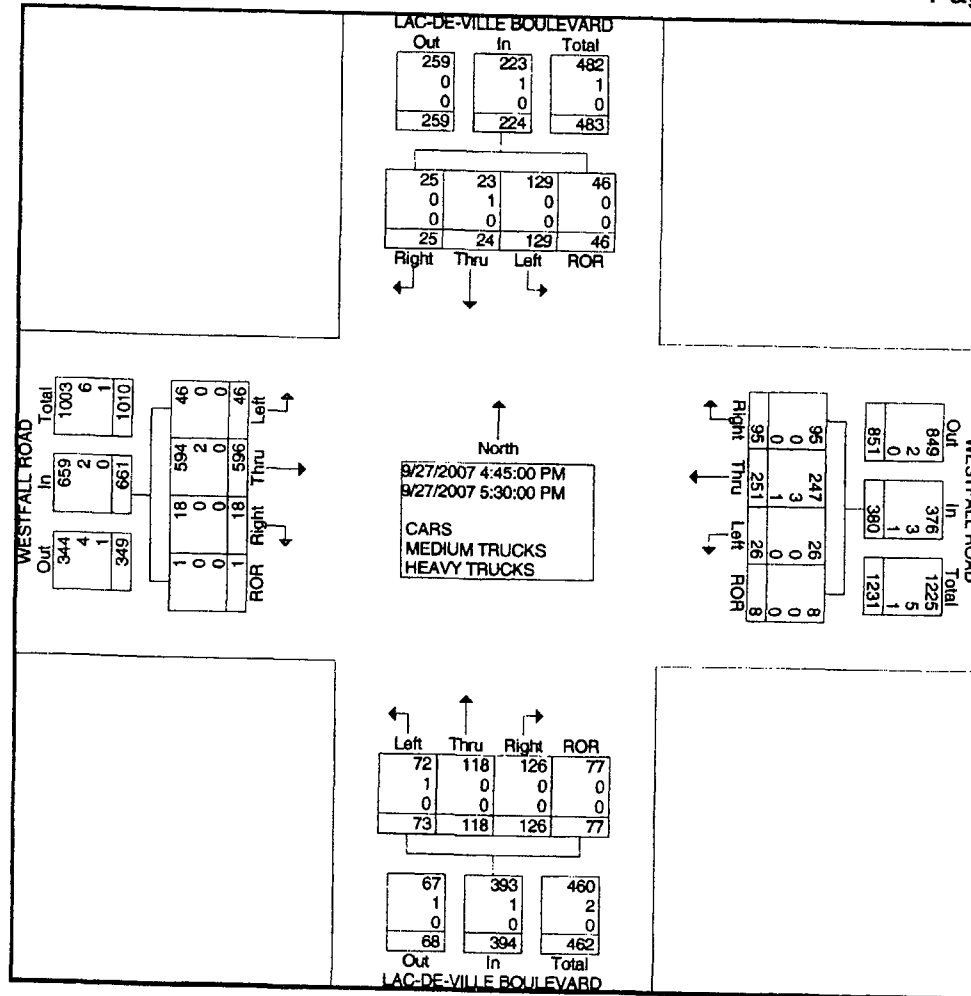 LAC-DE-VILLE BOULEVARD
Out In Total
259 223 482
0 1 1
0 0 0
259 224 483
25 23 129 46
0 1 0 0
0 0 0 0
25 24 129 46
Right Thru Left ROR
WESTFALL ROAD
Total 1003 6 1 1010
In 659 2 0 661
Out 344 4 1 349
46 0 0 46 Left
594 2 0 596 Thru
18 0 0 18 Right
1 0 0 1 ROR
North
9/27/2007 4:45:00 PM
9/27/2007 5:30:00 PM
CARS
MEDIUM TRUCKS
HEAVY TRUCKS
Right 95 0 0 95
Thru 247 3 1 251
Left 26 0 0 26
ROR 8 0 0 8
WESTFALL ROAD
Out 849 2 0 851
In 376 3 1 380
Total 1225 5 1 1231
Left Thru Right ROR
72 118 126 77
1 0 0 0
0 0 0 0
73 118 126 77
67 393 460
1 1 2
0 0 0
68 394 462
Out In Total
LAC-DE-VILLE BOULEVARD